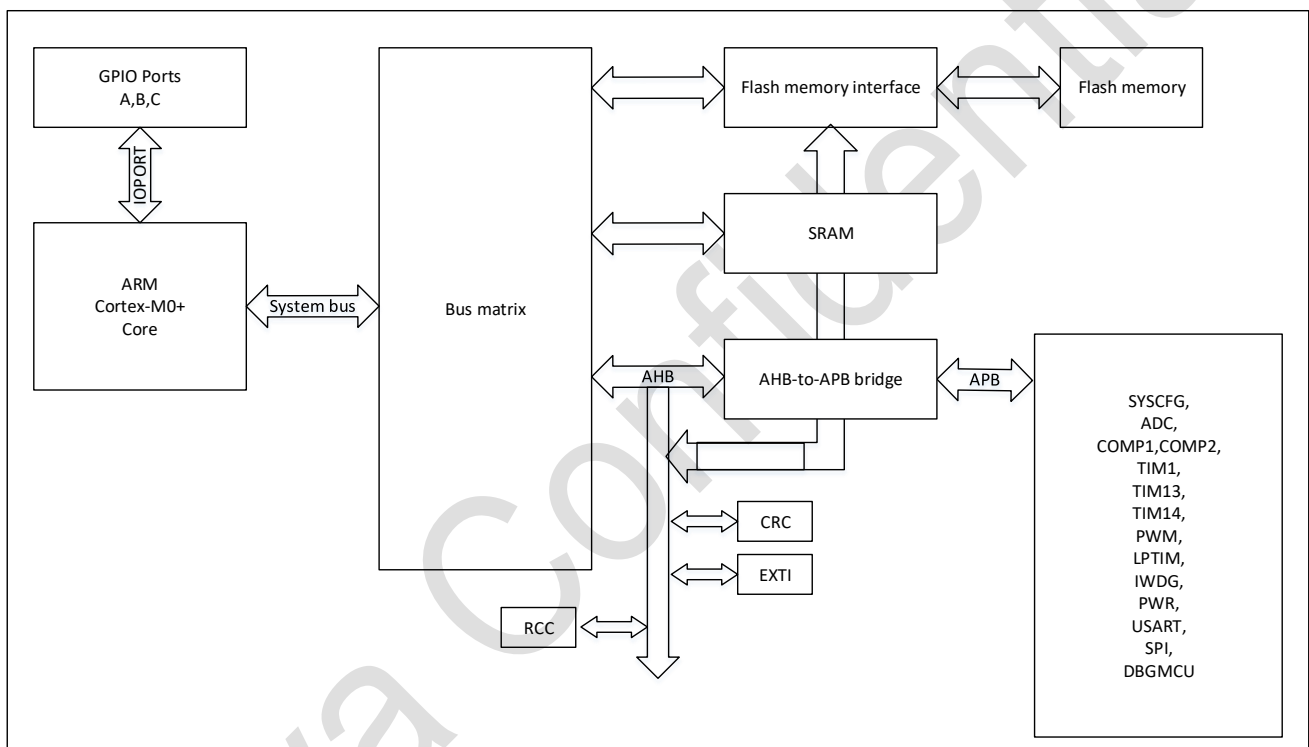 GPIO Ports
A,B,C
IOPORT
ARM
Cortex-M0+
Core
System bus
Bus matrix
Flash memory interface
Flash memory
SRAM
AHB
AHB-to-APB bridge
APB
SYSCFG,
ADC,
COMP1,COMP2,
TIM1,
TIM13,
TIM14,
PWM,
LPTIM,
IWDG,
PWR,
USART,
SPI,
DBGMCU
CRC
EXTI
RCC